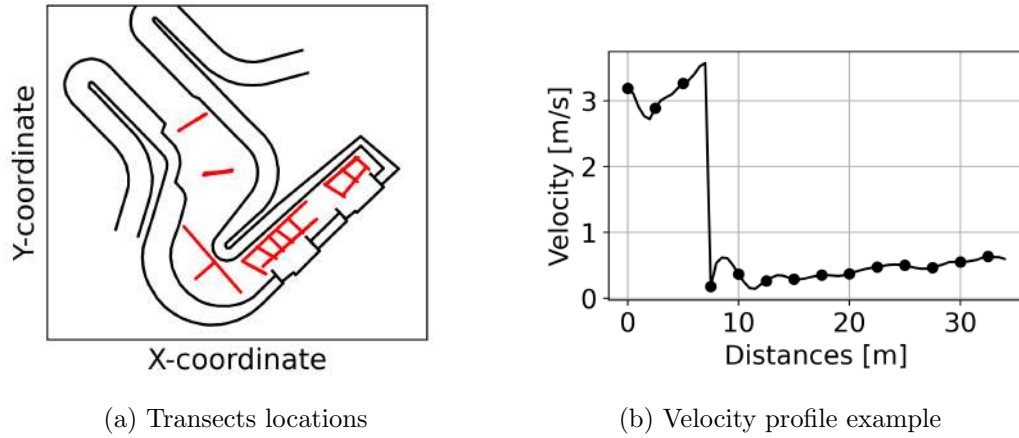 Y-coordinate
X-coordinate
(a) Transects locations
Velocity [m/s]
3
2
1
0
0 10 20 30
Distances [m]
(b) Velocity profile example